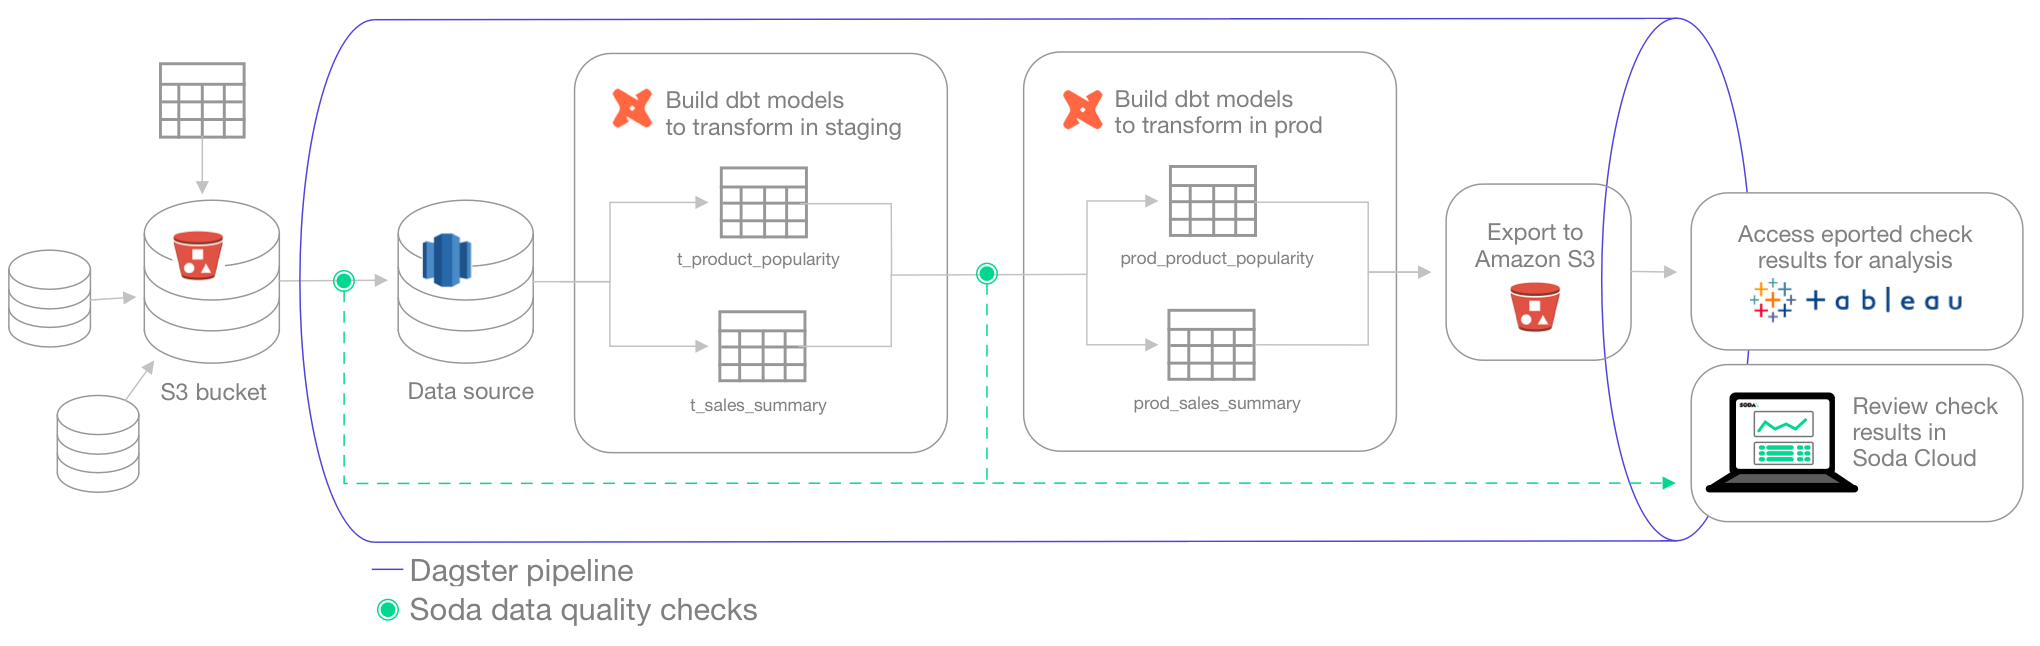 Build dbt models
to transform in staging
t_product_popularity
t_sales_summary
Build dbt models
to transform in prod
prod_product_popularity
prod_sales_summary
S3 bucket
Data source
Export to
Amazon S3
Access eported check
results for analysis
+ableau
SODA
Review check
results in
Soda Cloud
Dagster pipeline
Soda data quality checks